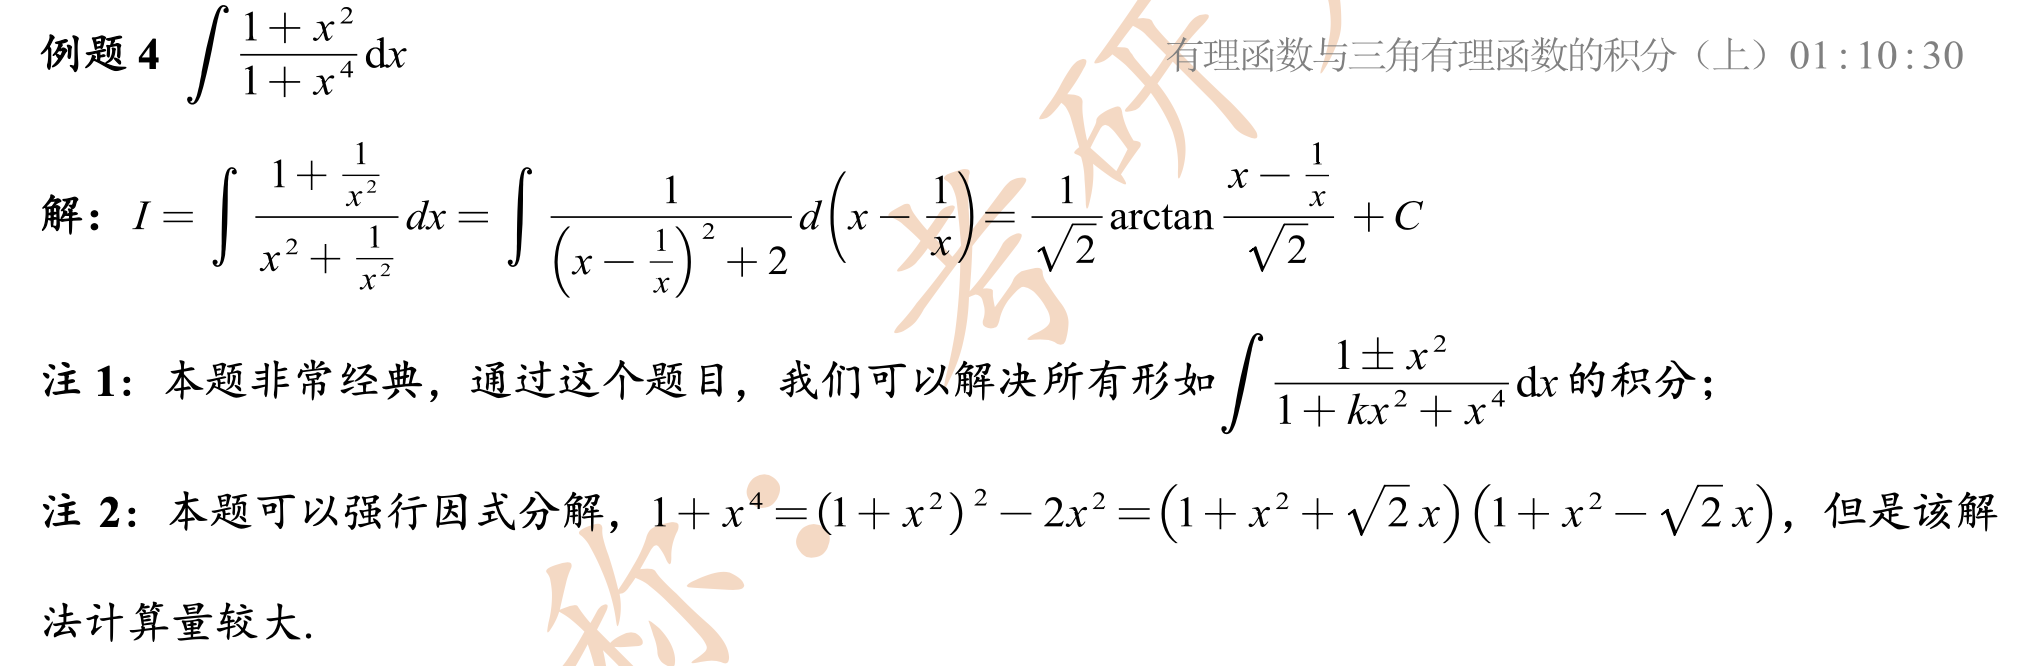 例题 4 $\int \frac{1+x^2}{1+x^4}\mathrm{d}x$ 有理函数与三角有理函数的积分（上）01:10:30
解：$I=\int \frac{1+\frac{1}{x^2}}{x^2+\frac{1}{x^2}}dx=\int \frac{1}{\left(x-\frac{1}{x}\right)^2+2}d\left(x-\frac{1}{x}\right)=\frac{1}{\sqrt{2}}\arctan\frac{x-\frac{1}{x}}{\sqrt{2}}+C$
注 1：本题非常经典，通过这个题目，我们可以解决所有形如$\int \frac{1\pm x^2}{1+kx^2+x^4}\mathrm{d}x$的积分；
注 2：本题可以强行因式分解，$1+x^4=(1+x^2)^2-2x^2=\left(1+x^2+\sqrt{2}x\right)\left(1+x^2-\sqrt{2}x\right)$，但是该解
法计算量较大.
称：考研